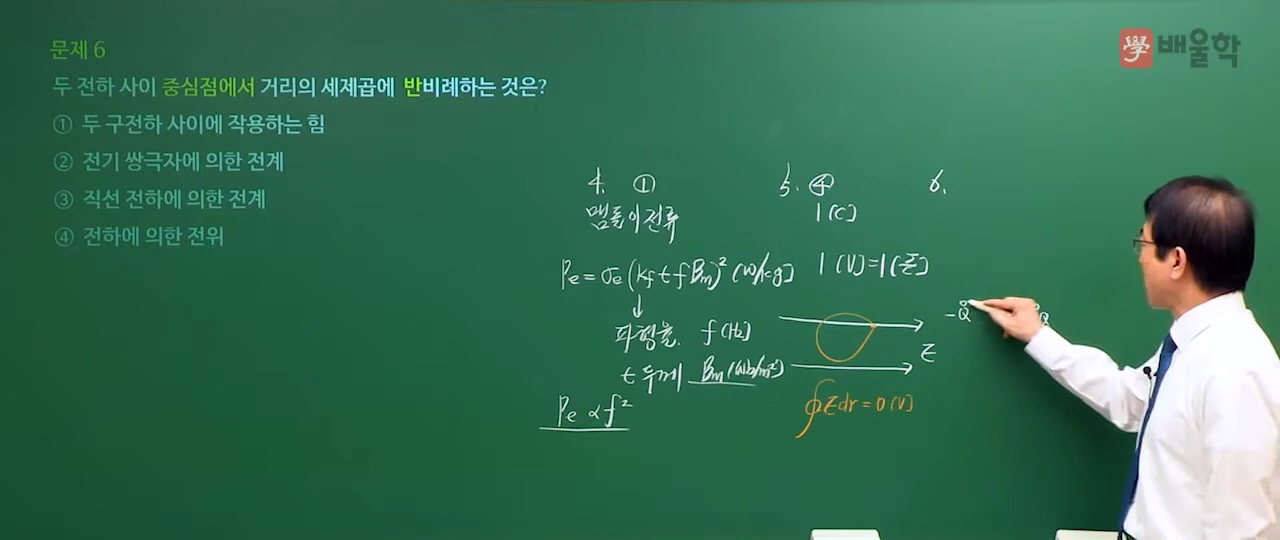 學 배울학
문제 6
두 전하 사이 중심점에서 거리의 세제곱에 반비례하는 것은?
① 두 구전하 사이에 작용하는 힘
② 전기 쌍극자에 의한 전계
③ 직선 전하에 의한 전계
④ 전하에 의한 전위
4. ①
맴돌이전류
Pe = σe (kf t f Bm)² (W/kg]
↓
파형율. f (Hz]
t 두께 Bm (Wb/m²]
Pe ∝ f²
5. ④
1 (C]
1 (V] = 1 (
E
∮E dr = 0 (V]
6.
-Q Q